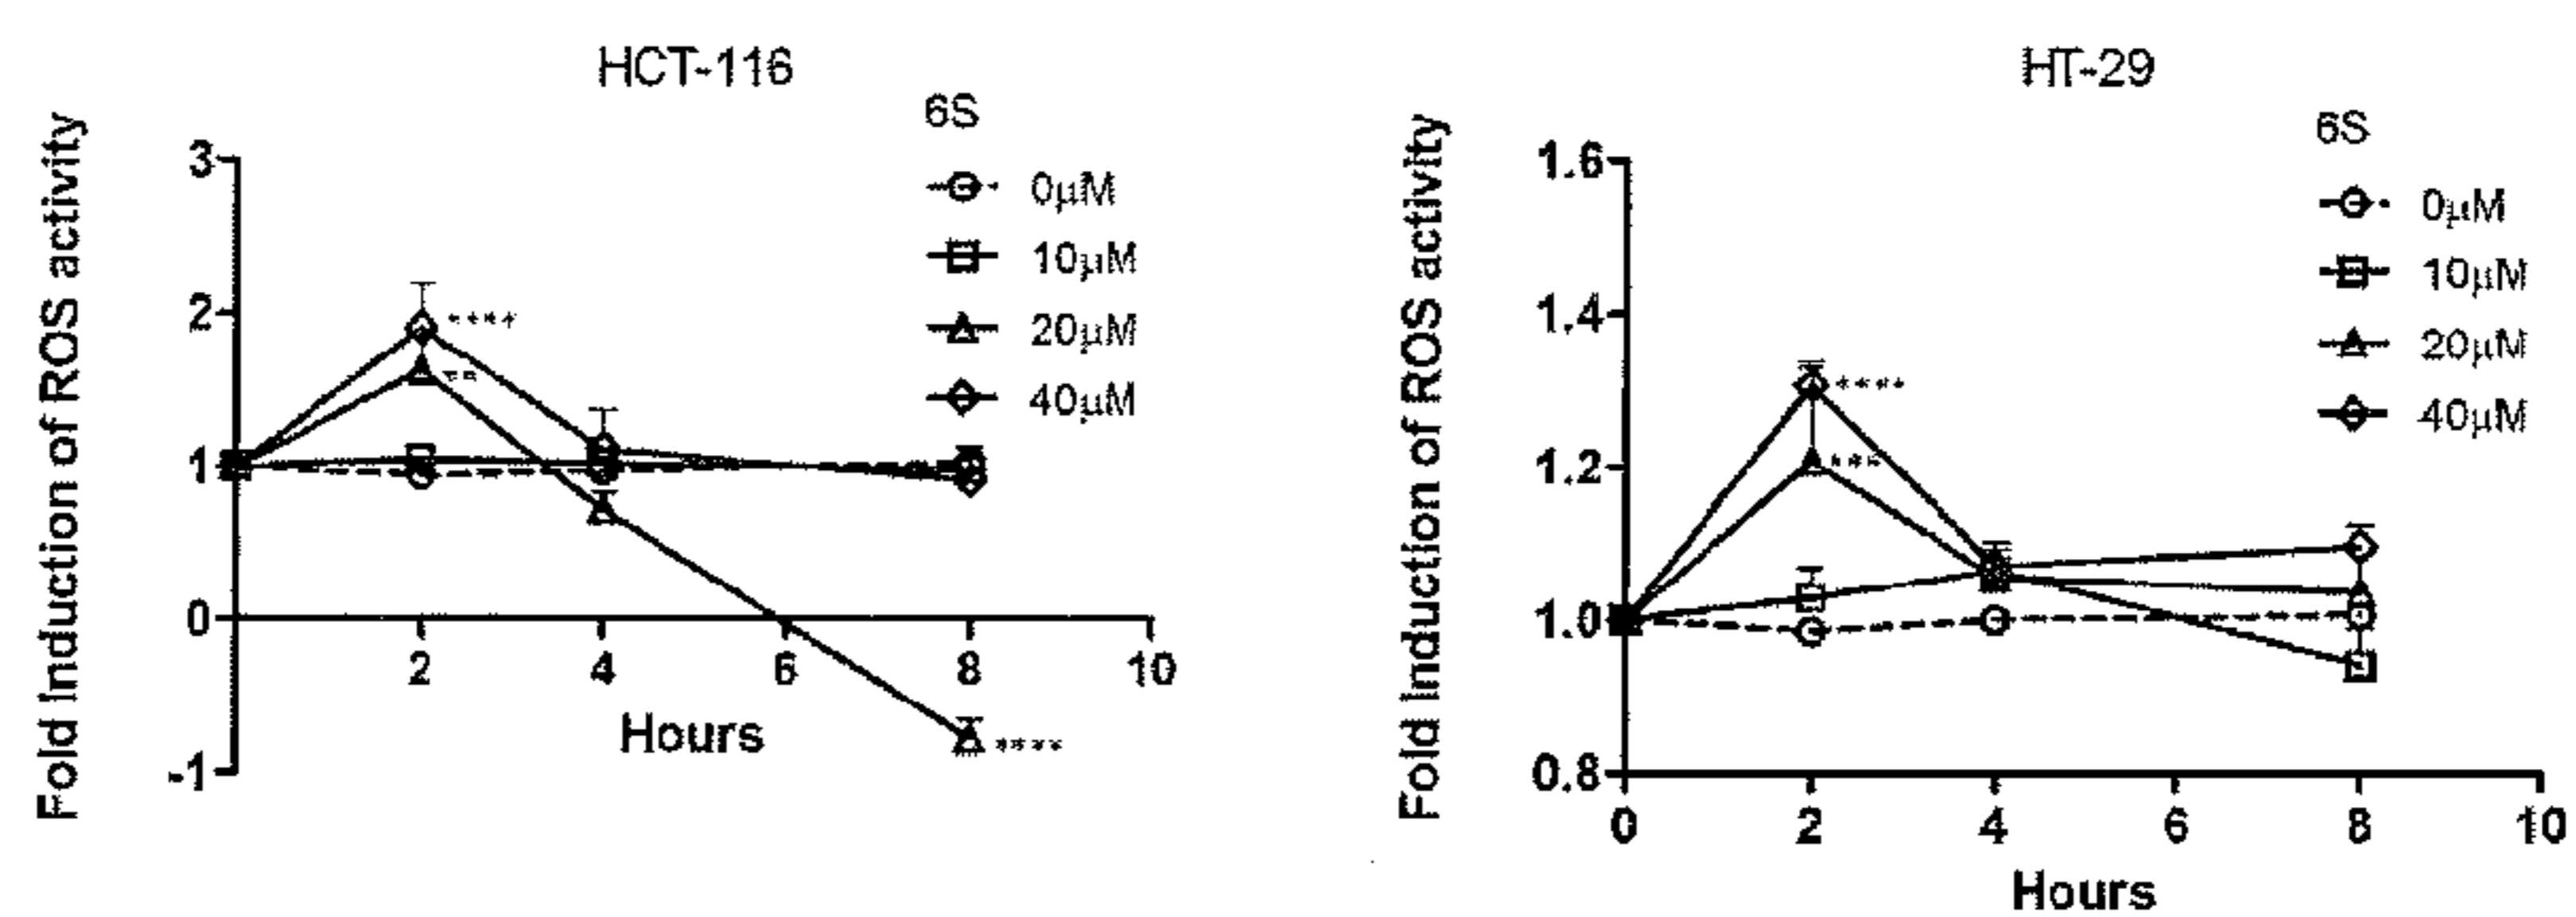 HCT-116
6S
0μM
10μM
20μM
40μM
Fold Induction of ROS activity
3
2
1
0
-1
2
4
6
8
10
Hours
****
**
****
HT-29
6S
0μM
10μM
20μM
40μM
Fold Induction of ROS activity
1.6
1.4
1.2
1.0
0.8
0
2
4
6
8
10
Hours
****